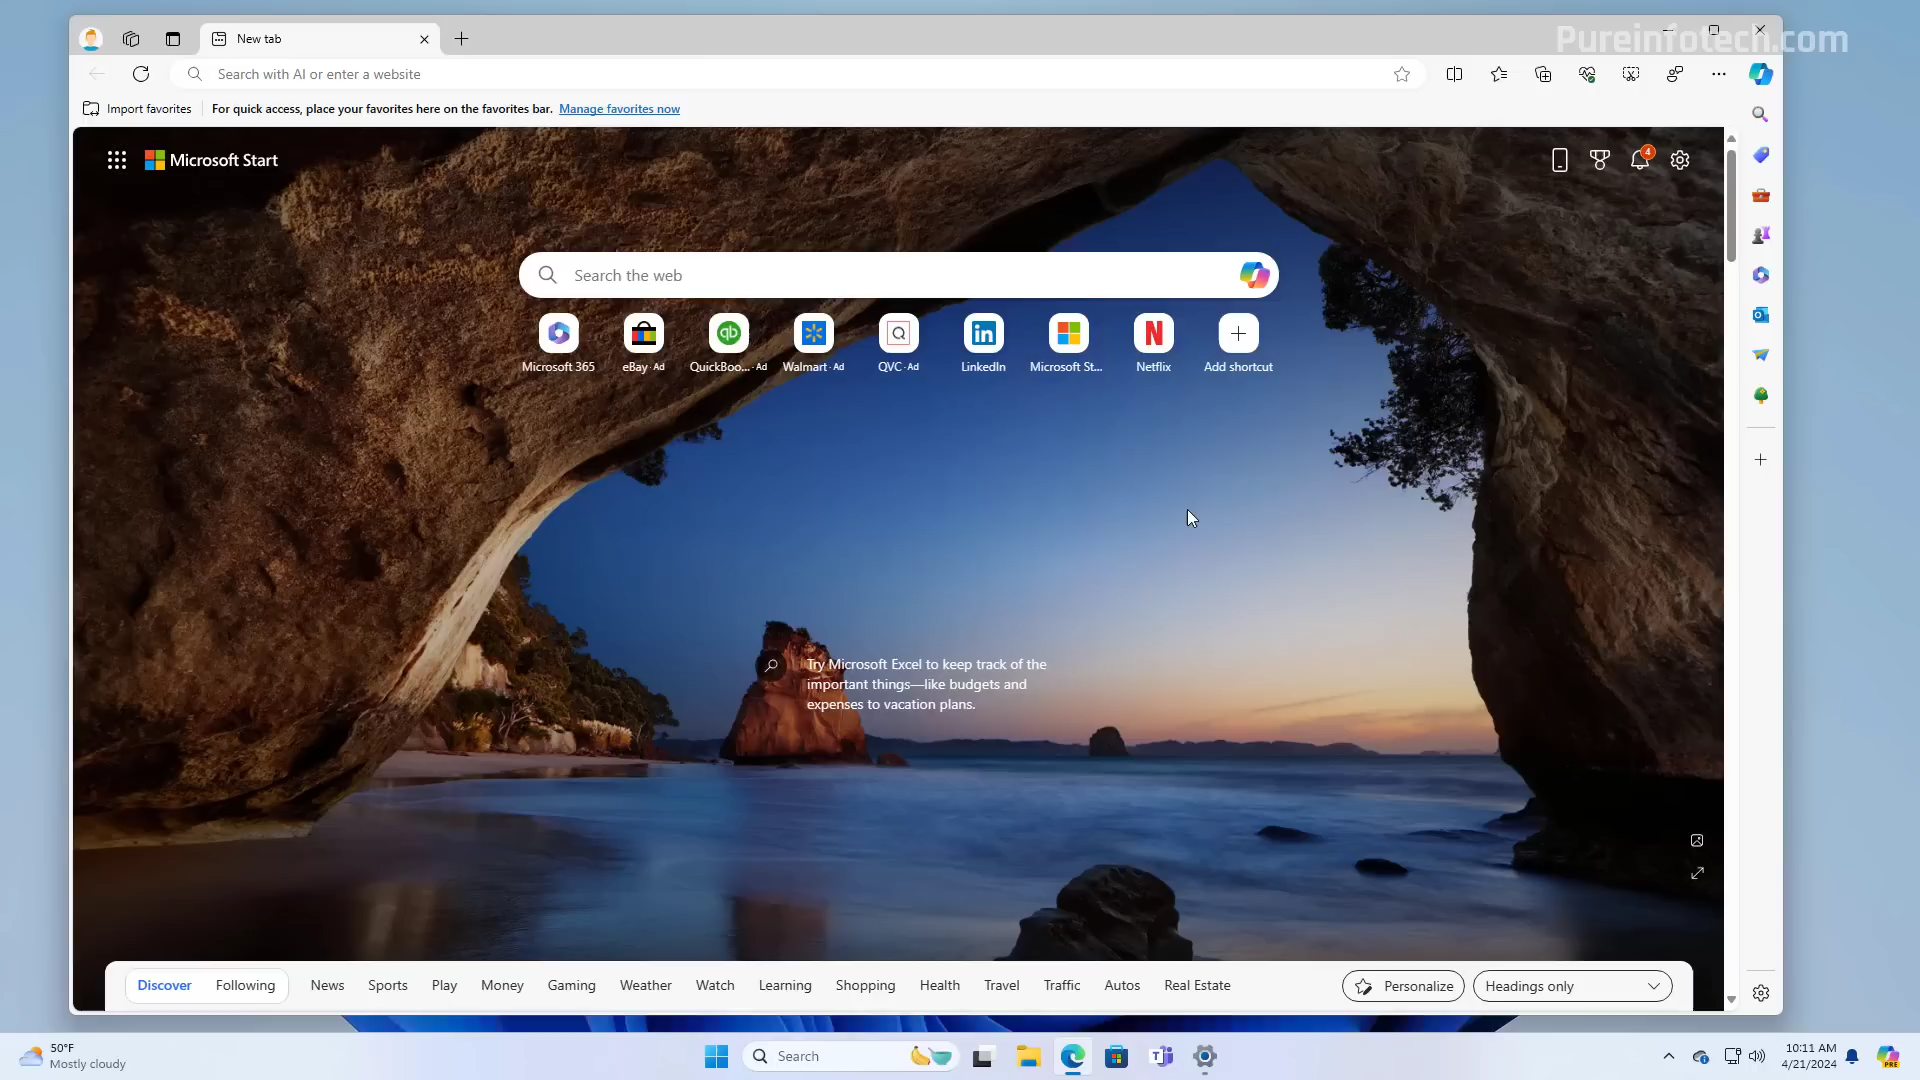 Pureinfotech.com
New tab
Search with AI or enter a website
Import favorites
For quick access, place your favorites here on the favorites bar. Manage favorites now
Microsoft Start
4
Search the web
Microsoft 365
eBay · Ad
QuickBoo... · Ad
Walmart · Ad
QVC · Ad
LinkedIn
Microsoft St...
Netflix
Add shortcut
Try Microsoft Excel to keep track of the
important things—like budgets and
expenses to vacation plans.
Discover Following News Sports Play Money Gaming Weather Watch Learning Shopping Health Travel Traffic Autos Real Estate Personalize Headings only
50°F
Mostly cloudy
Search
10:11 AM
4/21/2024
PRE